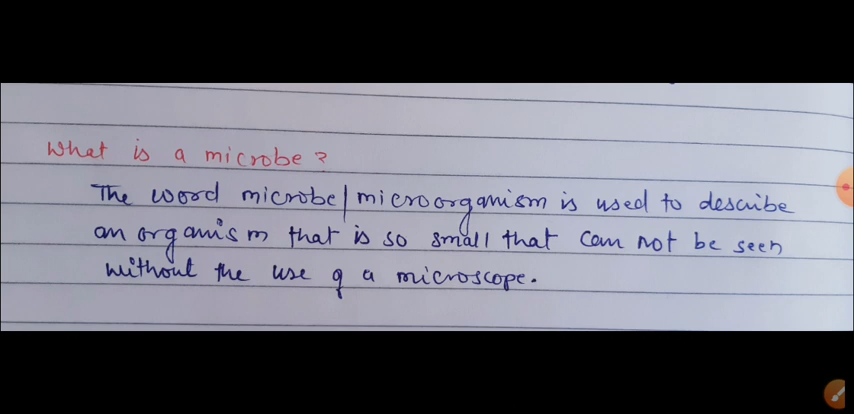 What is a microbe?
The word microbe/microorganism is used to describe
an organism that is so small that can not be seen
without the use of a microscope.